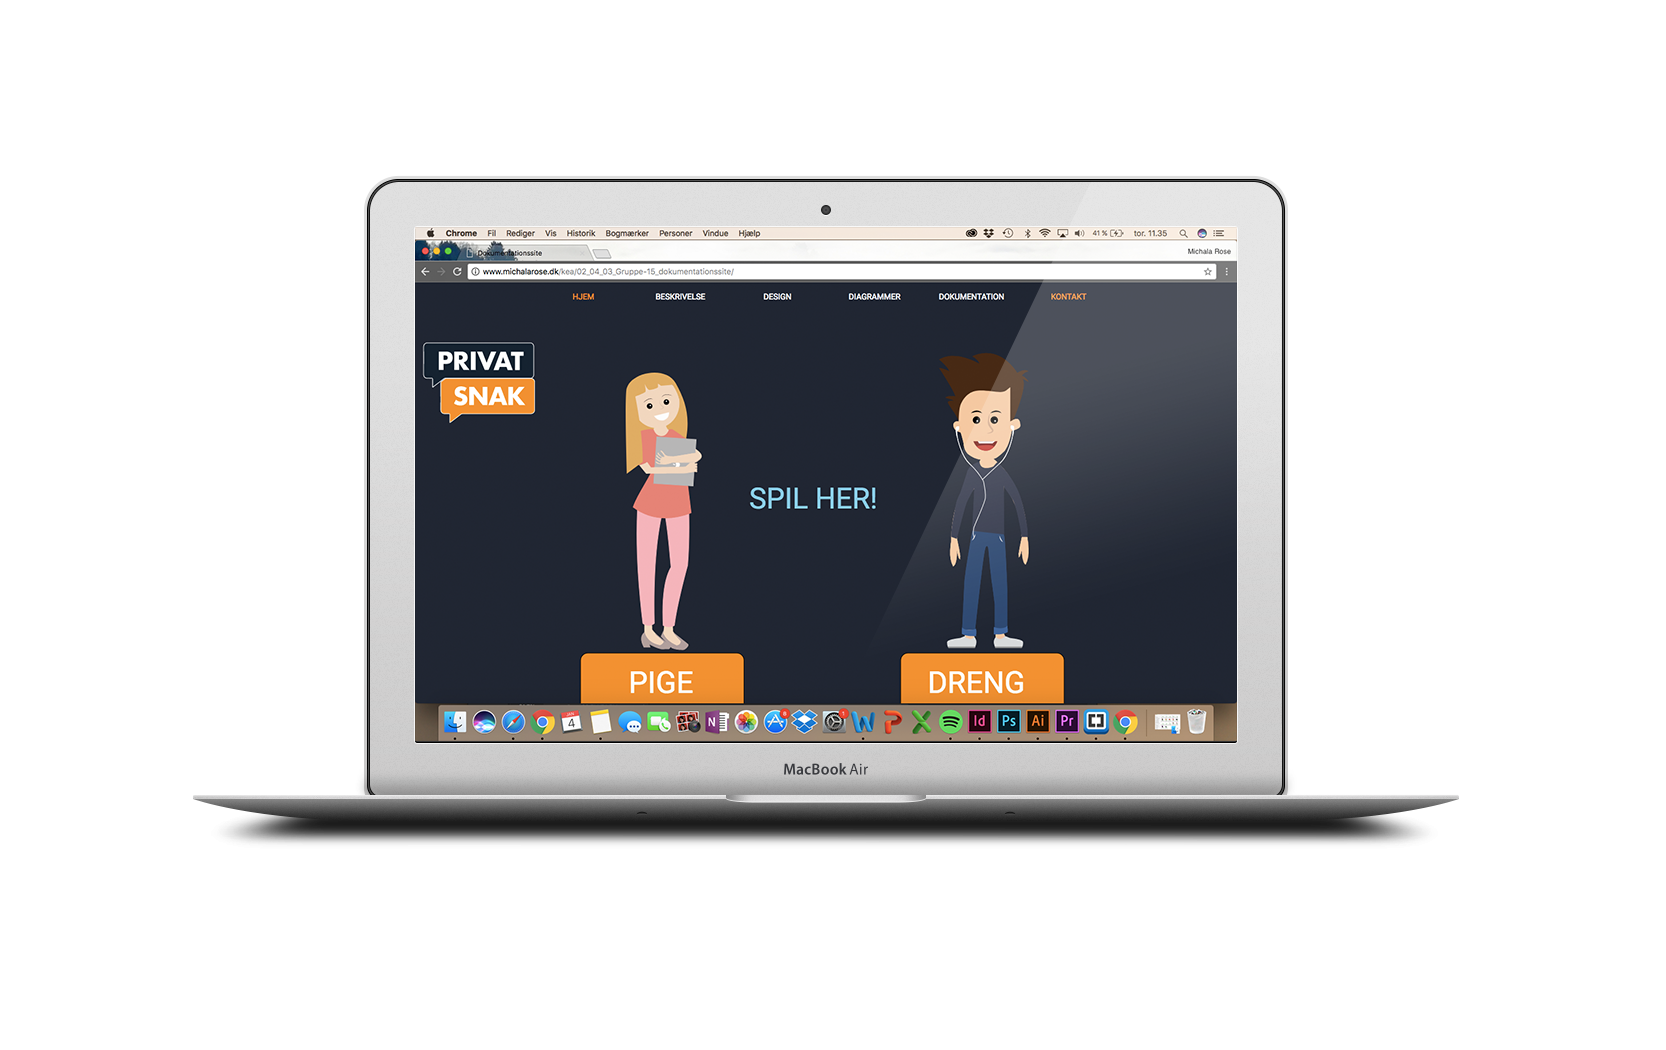 Chrome Fil Rediger Vis Historik Bogmærker Personer Vindue Hjælp 41 % tor. 11.35
Dokumentationssite Michala Rose
www.michalarose.dk/kea/02_04_03_Gruppe-15_dokumentationssite/
HJEM BESKRIVELSE DESIGN DIAGRAMMER DOKUMENTATION KONTAKT
PRIVAT
SNAK
SPIL HER!
PIGE DRENG
4 N Id Ps Ai Pr
MacBook Air